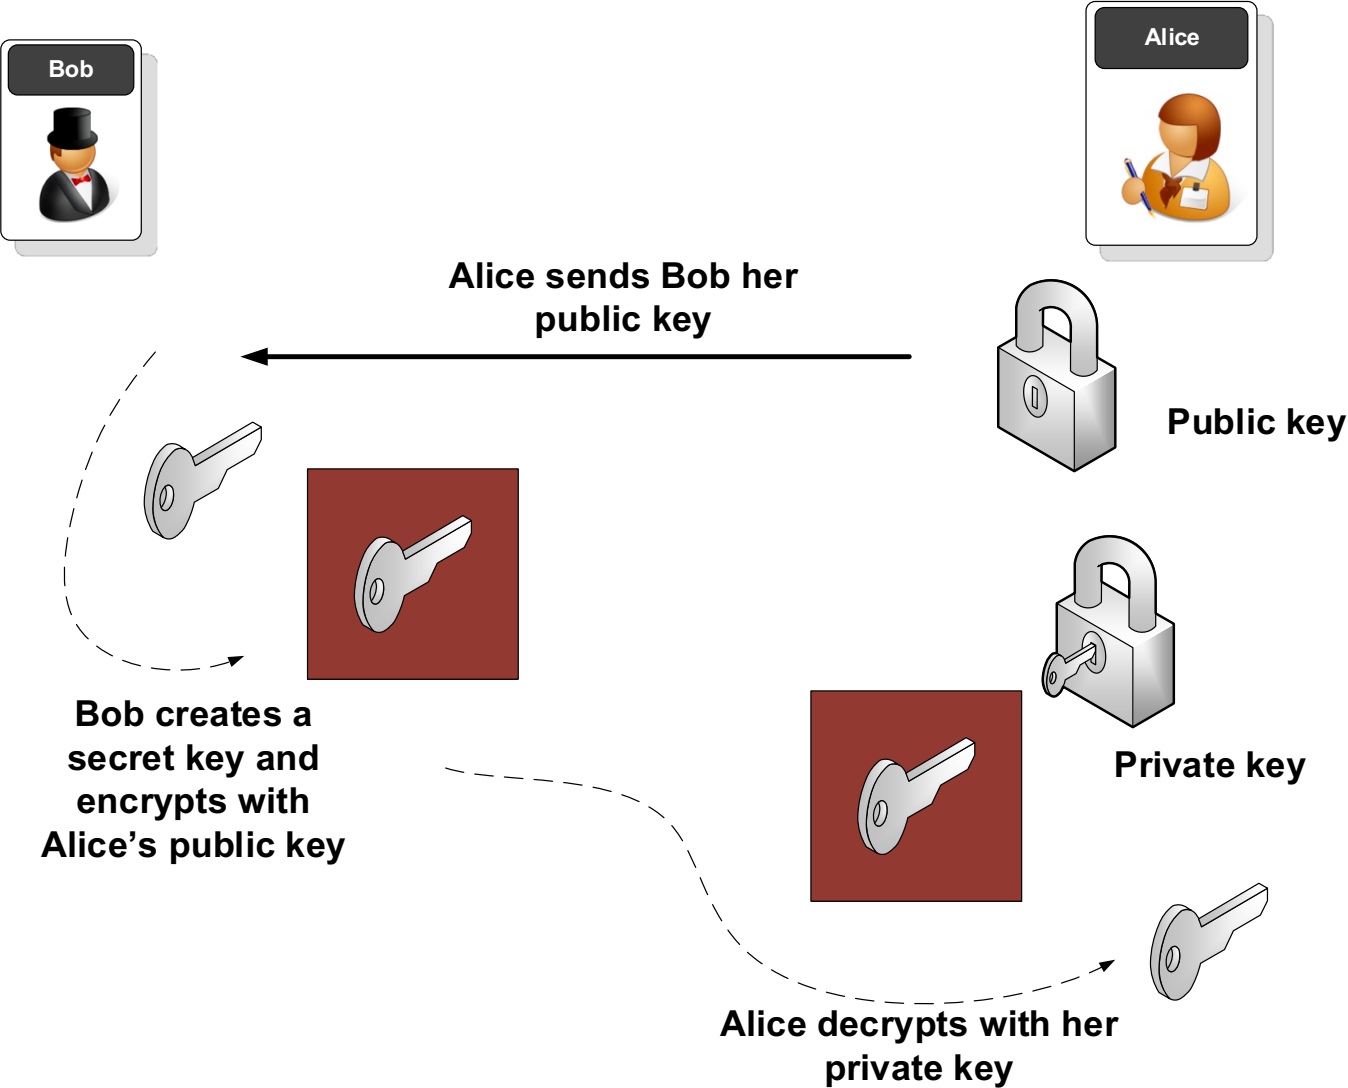 Bob
Alice
Alice sends Bob her
public key
Public key
Bob creates a
secret key and
encrypts with
Alice’s public key
Private key
Alice decrypts with her
private key